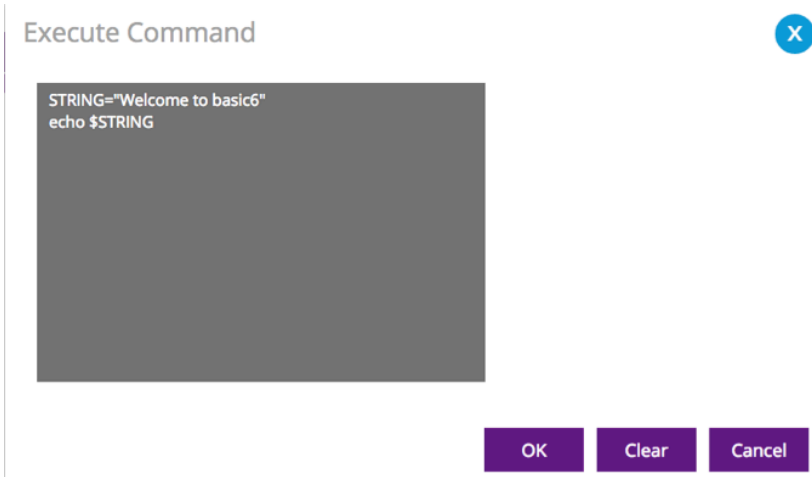 Execute Command
X
STRING="Welcome to basic6"
echo $STRING
OK
Clear
Cancel